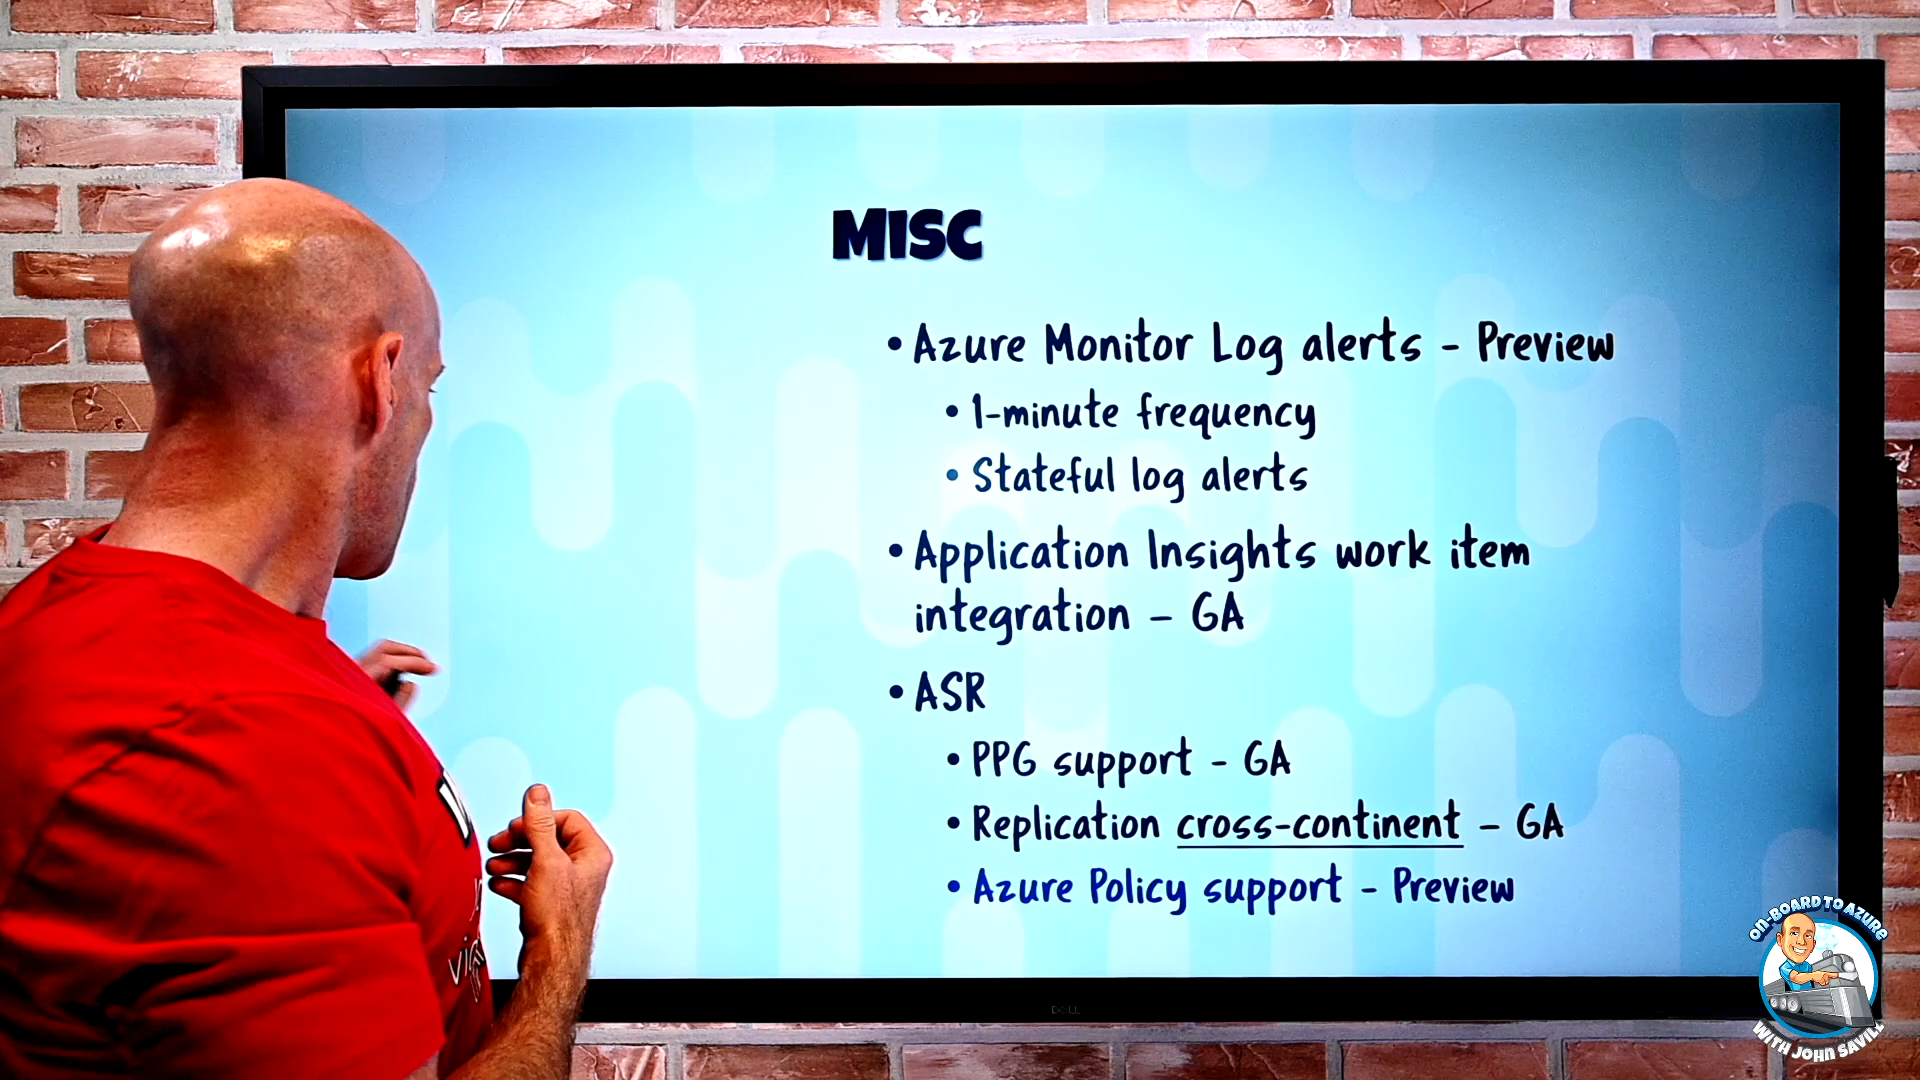 MISC
•Azure Monitor Log alerts - Preview
•1-minute frequency
•Stateful log alerts
•Application Insights work item
integration – GA
•ASR
•PPG support - GA
•Replication cross-continent – GA
•Azure Policy support - Preview
DELL
ON-BOARD TO AZURE
WITH JOHN SAVILL